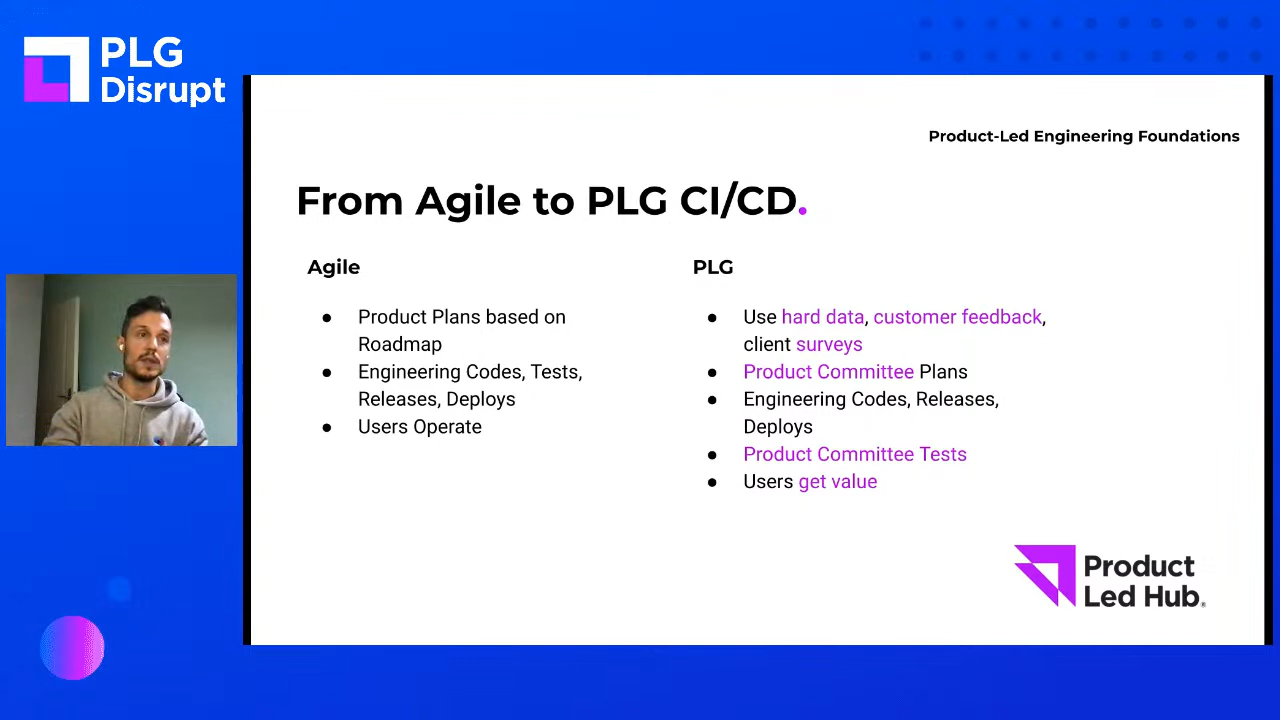 PLG
Disrupt
Product-Led Engineering Foundations
From Agile to PLG CI/CD.
Agile
● Product Plans based on
Roadmap
● Engineering Codes, Tests,
Releases, Deploys
● Users Operate
PLG
● Use hard data, customer feedback,
client surveys
● Product Committee Plans
● Engineering Codes, Releases,
Deploys
● Product Committee Tests
● Users get value
Product
Led Hub®